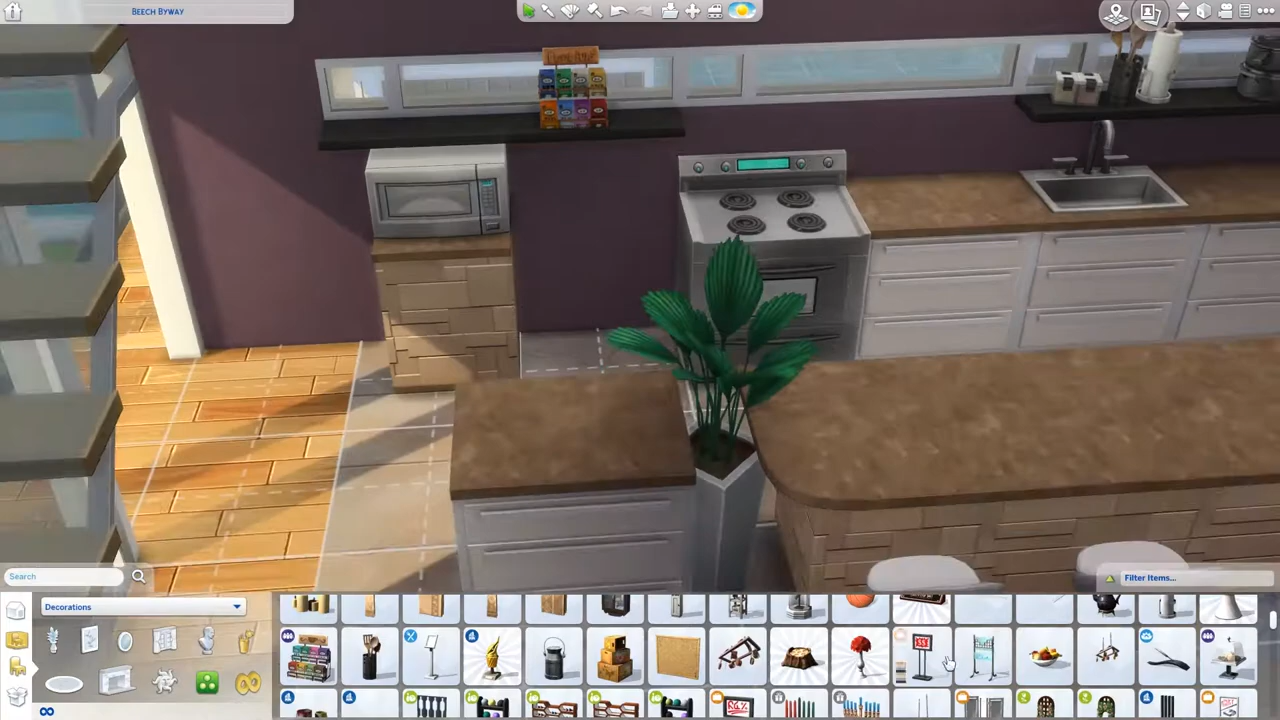 BEECH BYWAY
Search
Filter Items...
Decorations
$$$